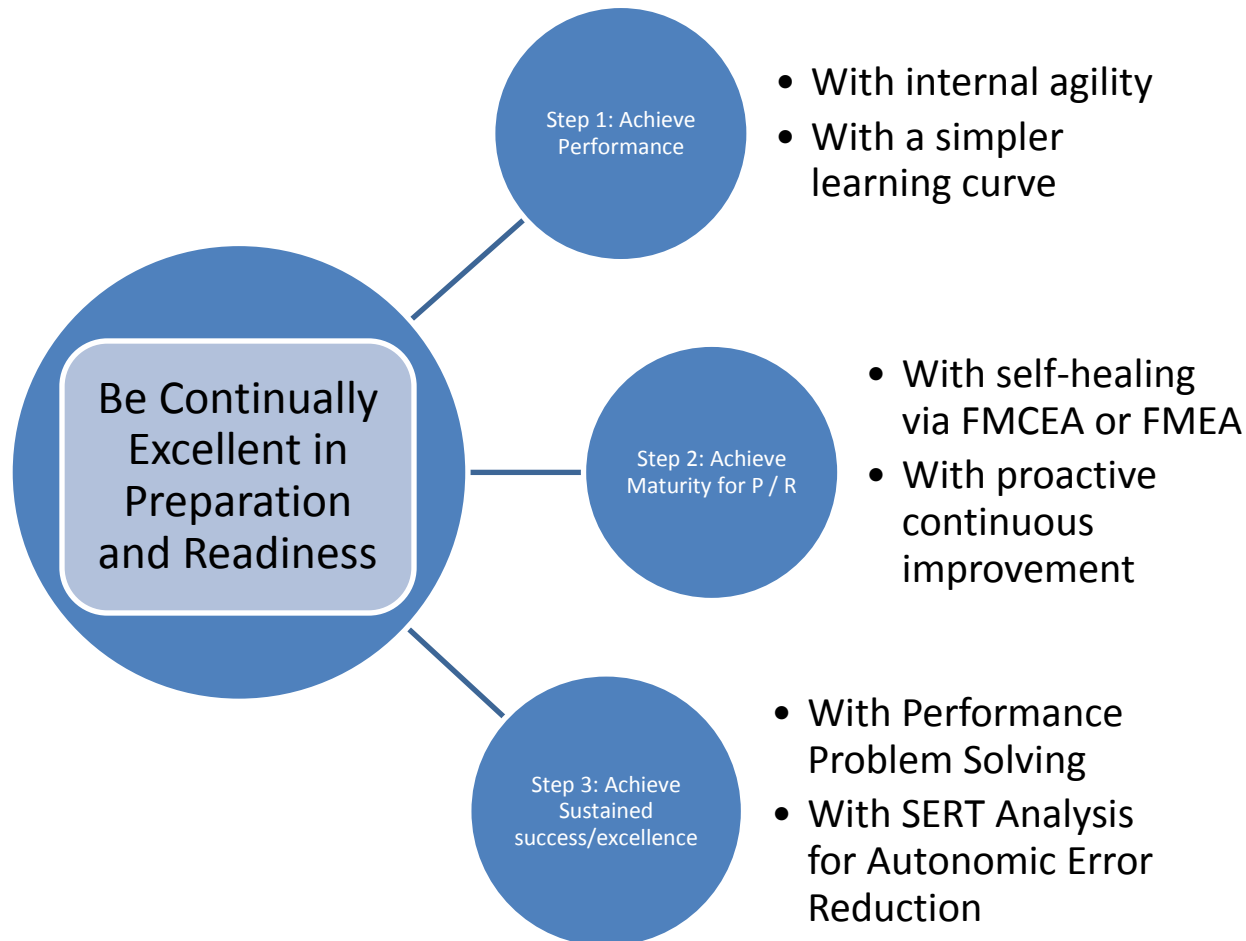 Be Continually
Excellent in
Preparation
and Readiness
Step 1: Achieve
Performance
• With internal agility
• With a simpler
learning curve
Step 2: Achieve
Maturity for P / R
• With self-healing
via FMCEA or FMEA
• With proactive
continuous
improvement
Step 3: Achieve
Sustained
success/excellence
• With Performance
Problem Solving
• With SERT Analysis
for Autonomic Error
Reduction